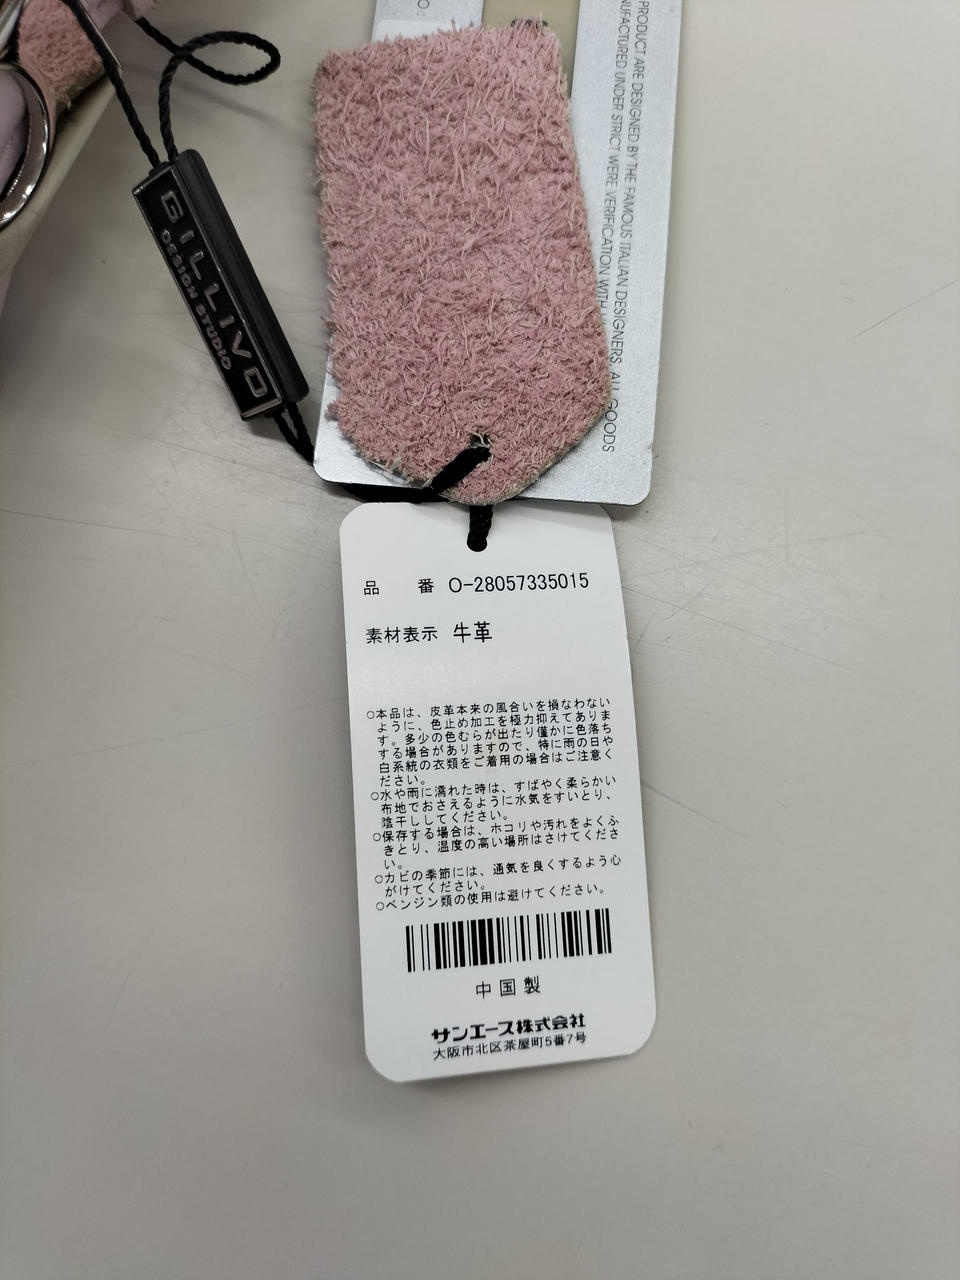 O.:
PRODUCT ARE DESIGNED BY THE FAMOUS ITALIAN DESIGNERS, ALL GOODS
UNDER STRICT WERE VERIFICATION WITH
GILLIVO
DESIGN STUDIO
品 番 O-28057335015
素材表示 牛革
○本品は、皮革本来の風合いを損なわない
ように、色止め加工を極力抑えてありま
す。多少の色むらが出たり僅かに色落ち
する場合がありますので、特に雨の日や
白系統の衣類をご着用の場合はご注意く
ださい。
○水や雨に濡れた時は、すばやく柔らかい
布地でおさえるように水気をすいとり、
陰干ししてください。
○保存する場合は、ホコリや汚れをよくふ
きとり、温度の高い場所はさけてくださ
い。
○カビの季節には、通気を良くするよう心
がけてください。
○ベンジン類の使用は避けてください。
中国製
サンエース株式会社
大阪市北区茶屋町5番7号